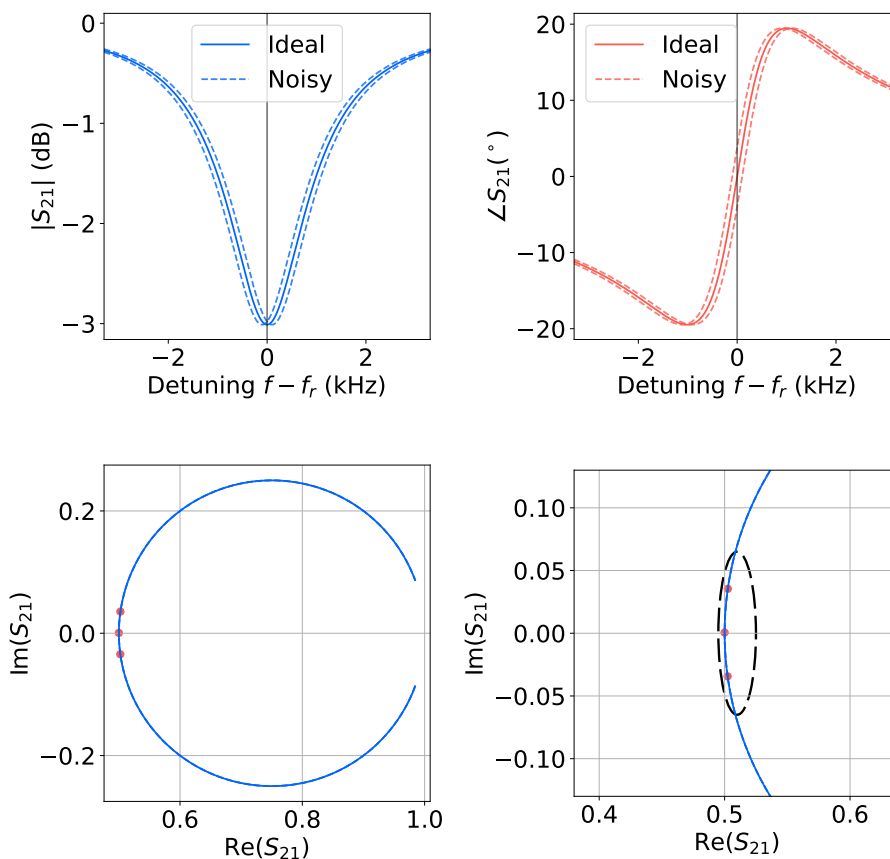 |S₂₁| (dB)
0
−1
−2
−3
Ideal
Noisy
−2
0
2
Detuning f − fᵣ (kHz)
∠S₂₁(°)
20
10
0
−10
−20
Ideal
Noisy
−2
0
2
Detuning f − fᵣ (kHz)
Im(S₂₁)
0.2
0.0
−0.2
0.6
0.8
1.0
Re(S₂₁)
Im(S₂₁)
0.10
0.05
0.00
−0.05
−0.10
0.4
0.5
0.6
Re(S₂₁)